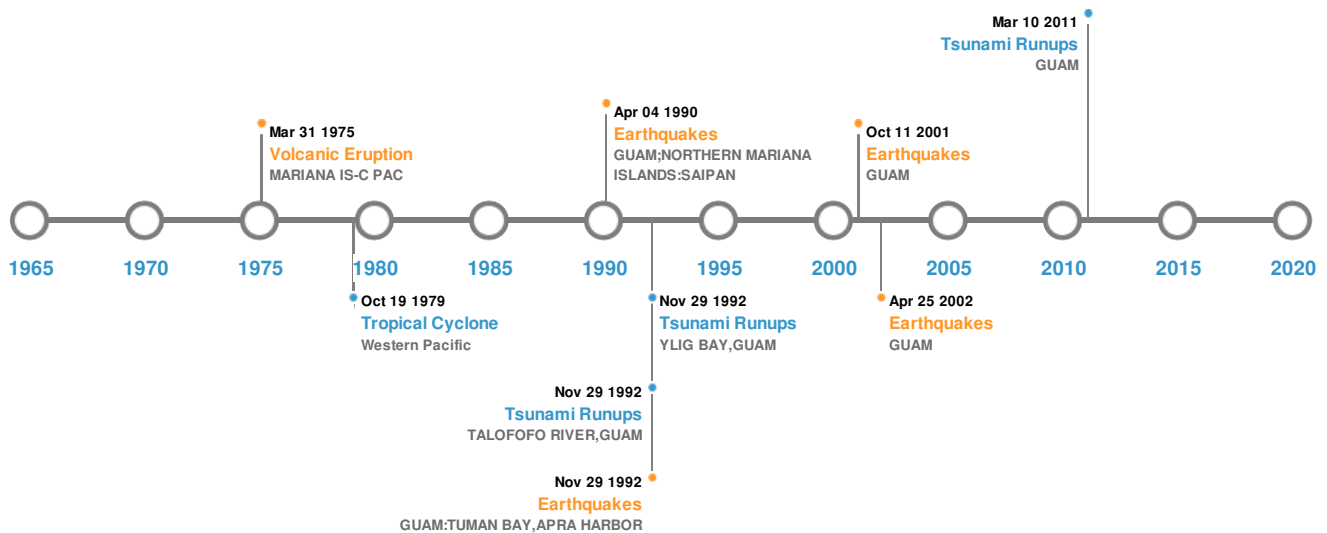 Mar 10 2011
Tsunami Runups
GUAM
Apr 04 1990
Earthquakes
GUAM;NORTHERN MARIANA
ISLANDS:SAIPAN
Mar 31 1975
Volcanic Eruption
MARIANA IS-C PAC
Oct 11 2001
Earthquakes
GUAM
1965 1970 1975 1980 1985 1990 1995 2000 2005 2010 2015 2020
Oct 19 1979
Tropical Cyclone
Western Pacific
Nov 29 1992
Tsunami Runups
YLIG BAY,GUAM
Apr 25 2002
Earthquakes
GUAM
Nov 29 1992
Tsunami Runups
TALOFOFO RIVER,GUAM
Nov 29 1992
Earthquakes
GUAM:TUMAN BAY,APRA HARBOR